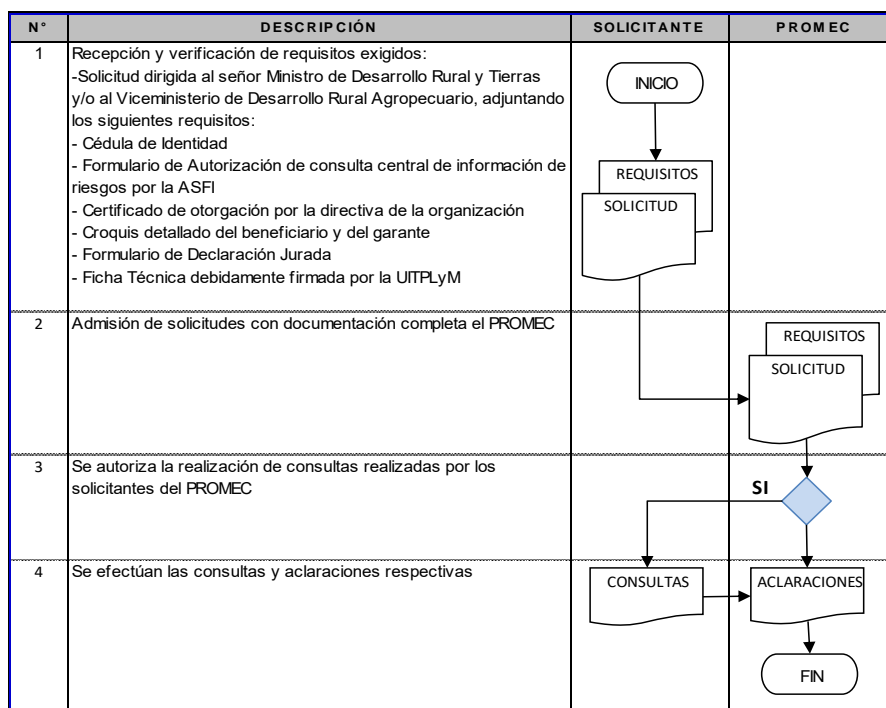 N° DESCRIPCIÓN SOLICITANTE PROMEC
1 Recepción y verificación de requisitos exigidos:
-Solicitud dirigida al señor Ministro de Desarrollo Rural y Tierras
y/o al Viceministerio de Desarrollo Rural Agropecuario, adjuntando
los siguientes requisitos:
- Cédula de Identidad
- Formulario de Autorización de consulta central de información de
riesgos por la ASFI
- Certificado de otorgación por la directiva de la organización
- Croquis detallado del beneficiario y del garante
- Formulario de Declaración Jurada
- Ficha Técnica debidamente firmada por la UITPLyM
INICIO
REQUISITOS
SOLICITUD
2 Admisión de solicitudes con documentación completa el PROMEC
REQUISITOS
SOLICITUD
3 Se autoriza la realización de consultas realizadas por los
solicitantes del PROMEC
SI
4 Se efectúan las consultas y aclaraciones respectivas
CONSULTAS
ACLARACIONES
FIN